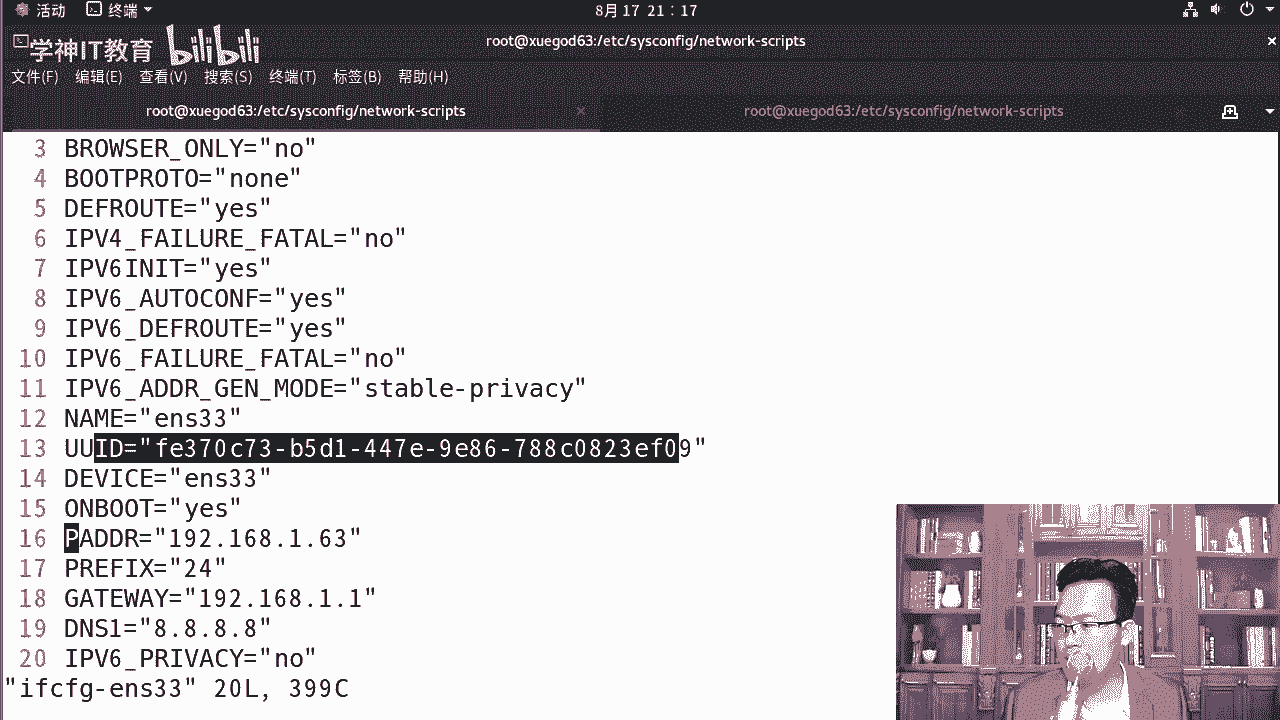 活动 终端 8月17 21：17
学神IT教育 bilibili root@xuegod63:/etc/sysconfig/network-scripts ×
文件(F) 编辑(E) 查看(V) 搜索(S) 终端(T) 标签(B) 帮助(H)
root@xuegod63:/etc/sysconfig/network-scripts × root@xuegod63:/etc/sysconfig/network-scripts
3 BROWSER_ONLY="no"
4 BOOTPROTO="none"
5 DEFROUTE="yes"
6 IPV4_FAILURE_FATAL="no"
7 IPV6INIT="yes"
8 IPV6_AUTOCONF="yes"
9 IPV6_DEFROUTE="yes"
10 IPV6_FAILURE_FATAL="no"
11 IPV6_ADDR_GEN_MODE="stable-privacy"
12 NAME="ens33"
13 UUID="fe370c73-b5d1-447e-9e86-788c0823ef09"
14 DEVICE="ens33"
15 ONBOOT="yes"
16 PADDR="192.168.1.63"
17 PREFIX="24"
18 GATEWAY="192.168.1.1"
19 DNS1="8.8.8.8"
20 IPV6_PRIVACY="no"
"ifcfg-ens33" 20L, 399C